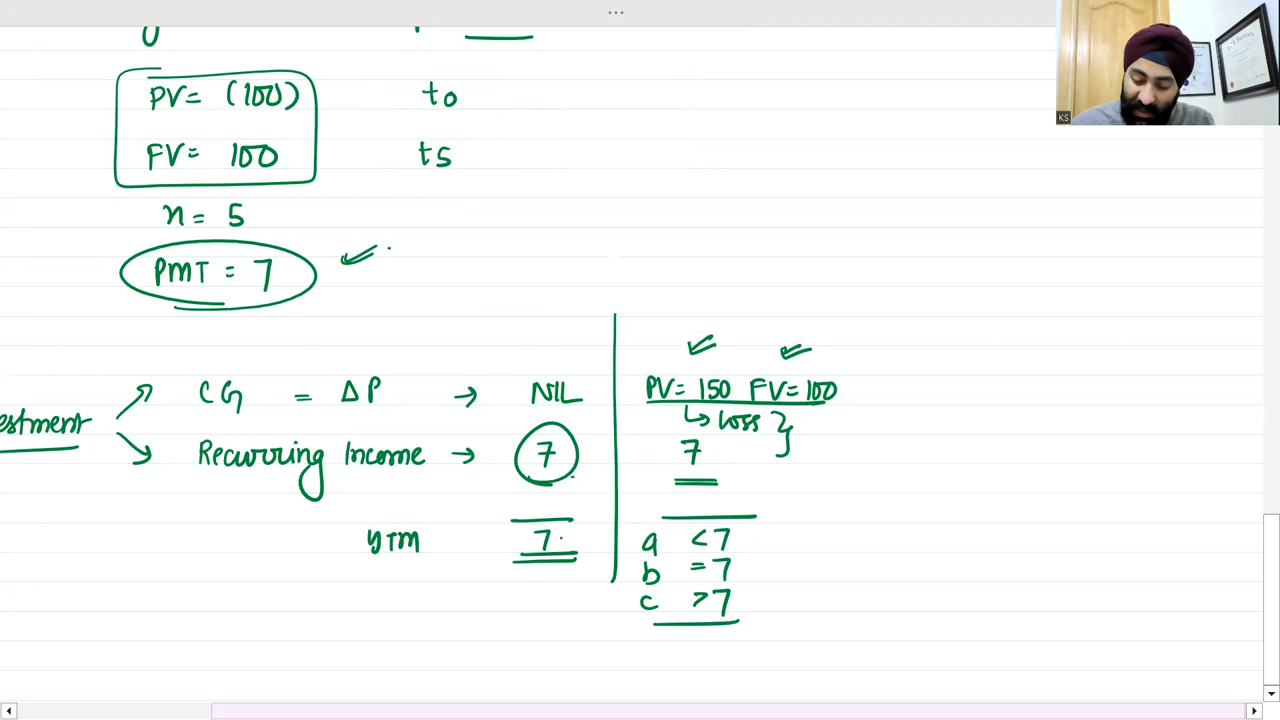 PV = (100) to
FV = 100 t5
n = 5
PMT = 7
PV = 150 FV = 100
estment CG = ΔP → NIL
↳ Loss
Recurring Income → 7
7
YTM 7.
a < 7
b = 7
c > 7
KS